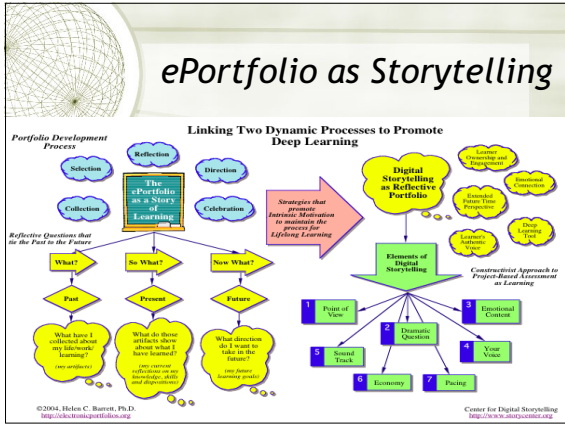 ePortfolio as Storytelling
Linking Two Dynamic Processes to Promote
Deep Learning
Portfolio Development
Process
Reflection
Selection
Direction
Collection
Celebration
The
ePortfolio
as a Story
of
Learning
Reflective Questions that
tie the Past to the Future
What?
So What?
Now What?
Past
Present
Future
What have I
collected about
my life/work/
learning?
(my artifacts)
What do those
artifacts show
about what I
have learned?
(my current
reflections on my
knowledge, skills
and dispositions)
What direction
do I want to
take in the
future?
(my future
learning goals)
Strategies that
promote
Intrinsic Motivation
to maintain the
process for
Lifelong Learning
Digital
Storytelling
as Reflective
Portfolio
Learner
Ownership and
Engagement
Emotional
Connection
Extended
Future Time
Perspective
Deep
Learning
Tool
Learner's
Authentic
Voice
Elements of
Digital
Storytelling
Constructivist Approach to
Project-Based Assessment
as Learning
1
Point of
View
2
Dramatic
Question
3
Emotional
Content
4
Your
Voice
5
Sound
Track
6
Economy
7
Pacing
©2004, Helen C. Barrett, Ph.D.
http://electronicportfolios.org
Center for Digital Storytelling
http://www.storycenter.org